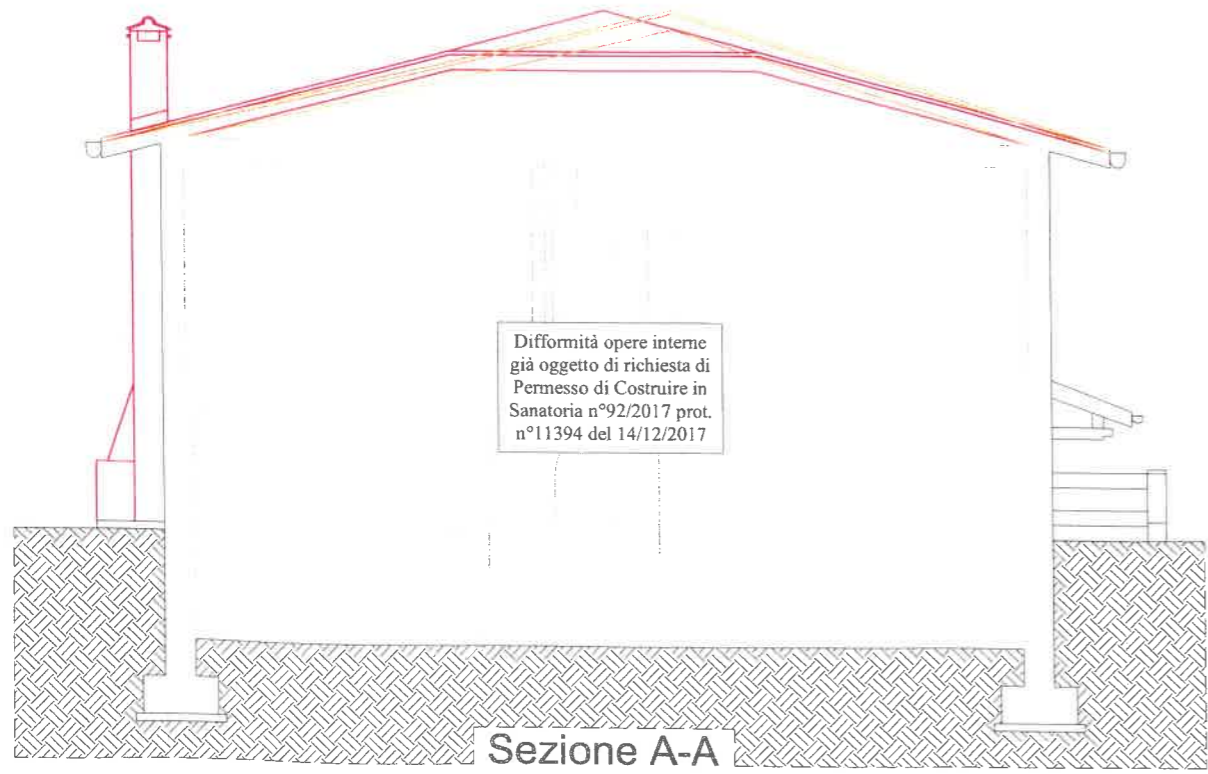 Difformità opere interne
già oggetto di richiesta di
Permesso di Costruire in
Sanatoria n°92/2017 prot.
n°11394 del 14/12/2017
Sezione A-A